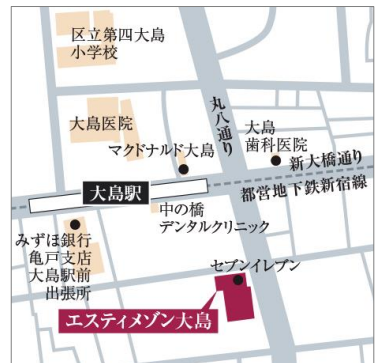 区立第四大島
小学校
大島医院
マクドナルド大島
丸八通り
大島
歯科医院
新大橋通り
都営地下鉄新宿線
大島駅
中の橋
デンタルクリニック
みずほ銀行
亀戸支店
大島駅前
出張所
セブンイレブン
エスティメゾン大島